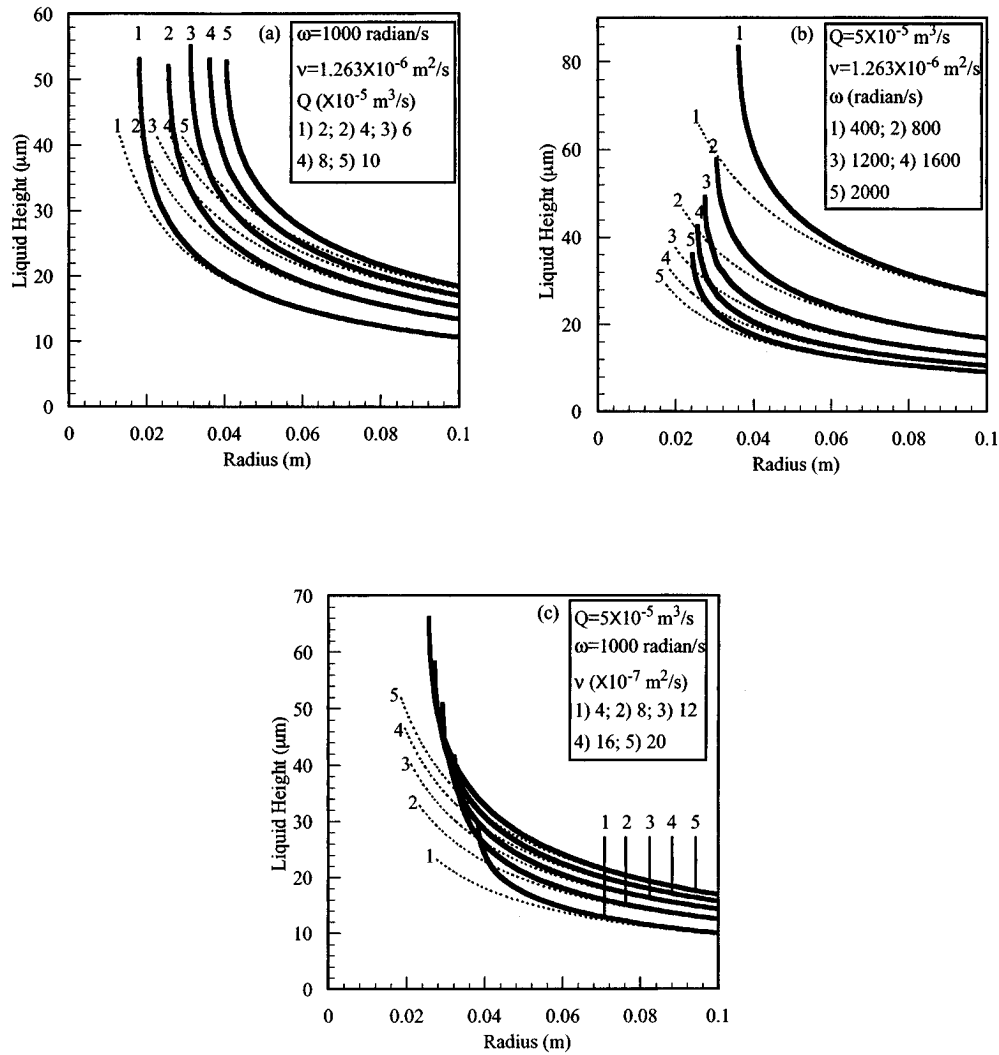 (a)
ω=1000 radian/s
ν=1.263X10⁻⁶ m²/s
Q (X10⁻⁵ m³/s)
1) 2; 2) 4; 3) 6
4) 8; 5) 10
1 2 3 4 5
1 2 3 4 5
60
50
40
30
20
10
0
Liquid Height (μm)
0 0.02 0.04 0.06 0.08 0.1
Radius (m)
(b)
Q=5X10⁻⁵ m³/s
ν=1.263X10⁻⁶ m²/s
ω (radian/s)
1) 400; 2) 800
3) 1200; 4) 1600
5) 2000
1
2
3
4
5
1
2
3
4
5
80
60
40
20
0
Liquid Height (μm)
0 0.02 0.04 0.06 0.08 0.1
Radius (m)
(c)
Q=5X10⁻⁵ m³/s
ω=1000 radian/s
ν (X10⁻⁷ m²/s)
1) 4; 2) 8; 3) 12
4) 16; 5) 20
5
4
3
2
1
1 2 3 4 5
70
60
50
40
30
20
10
0
Liquid Height (μm)
0 0.02 0.04 0.06 0.08 0.1
Radius (m)